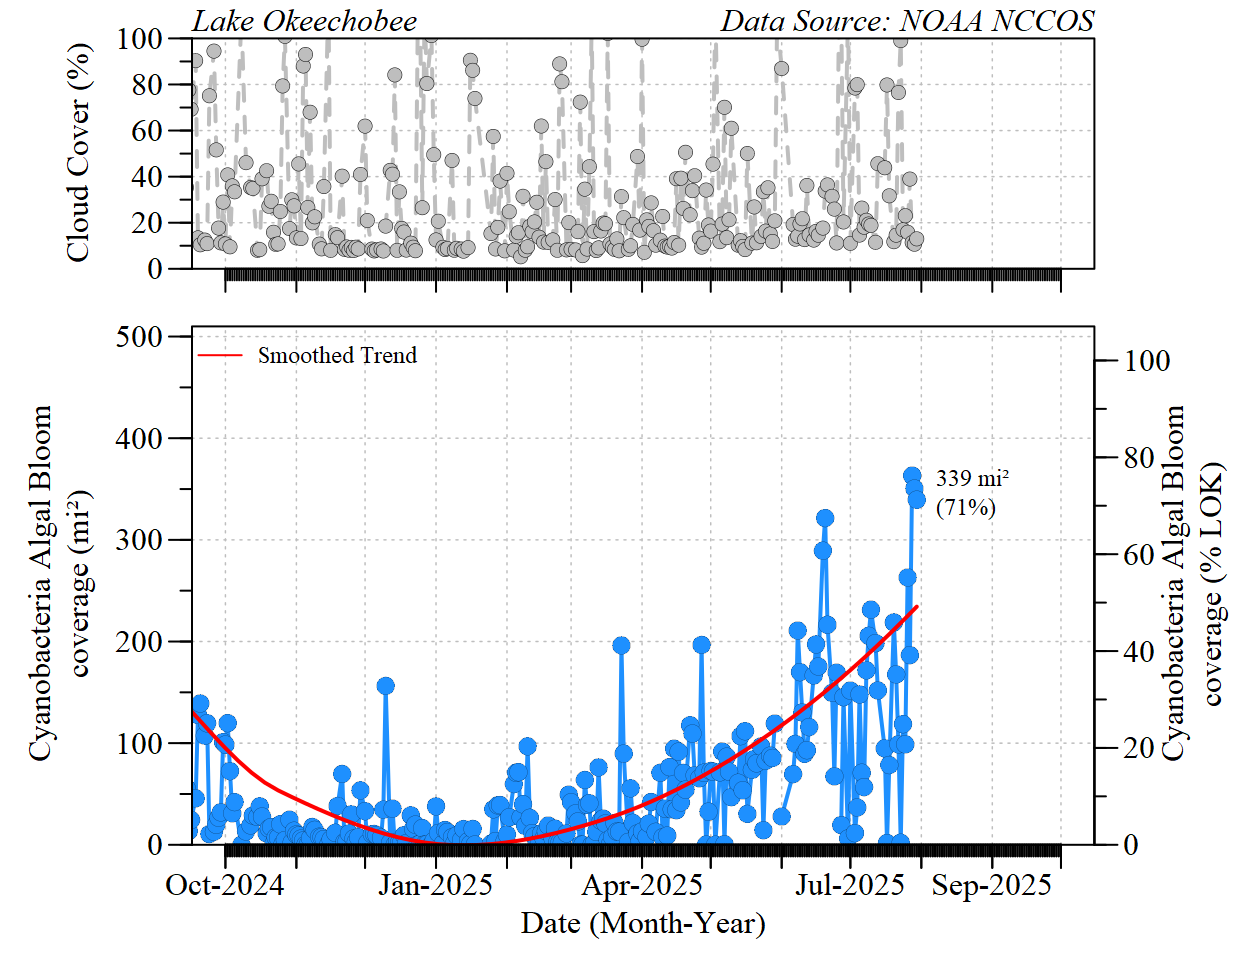 Lake Okeechobee Data Source: NOAA NCCOS
Cloud Cover (%)
100
80
60
40
20
0
Cyanobacteria Algal Bloom
coverage (mi²)
500
400
300
200
100
0
Smoothed Trend
339 mi²
(71%)
100
80
60
40
20
0
Cyanobacteria Algal Bloom
coverage (% LOK)
Oct-2024 Jan-2025 Apr-2025 Jul-2025 Sep-2025
Date (Month-Year)